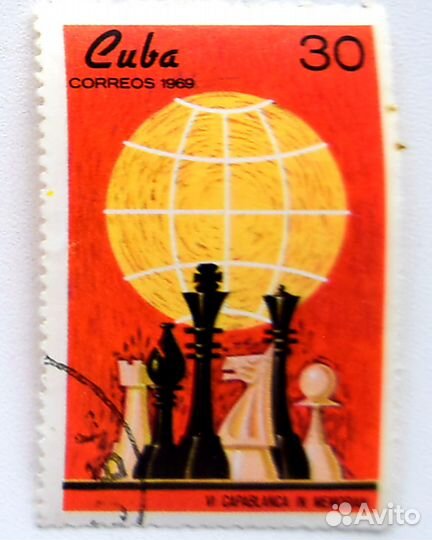 Cuba 30
CORREOS 1969
VI CAPABLANCA IN MEMORIAM
Avito